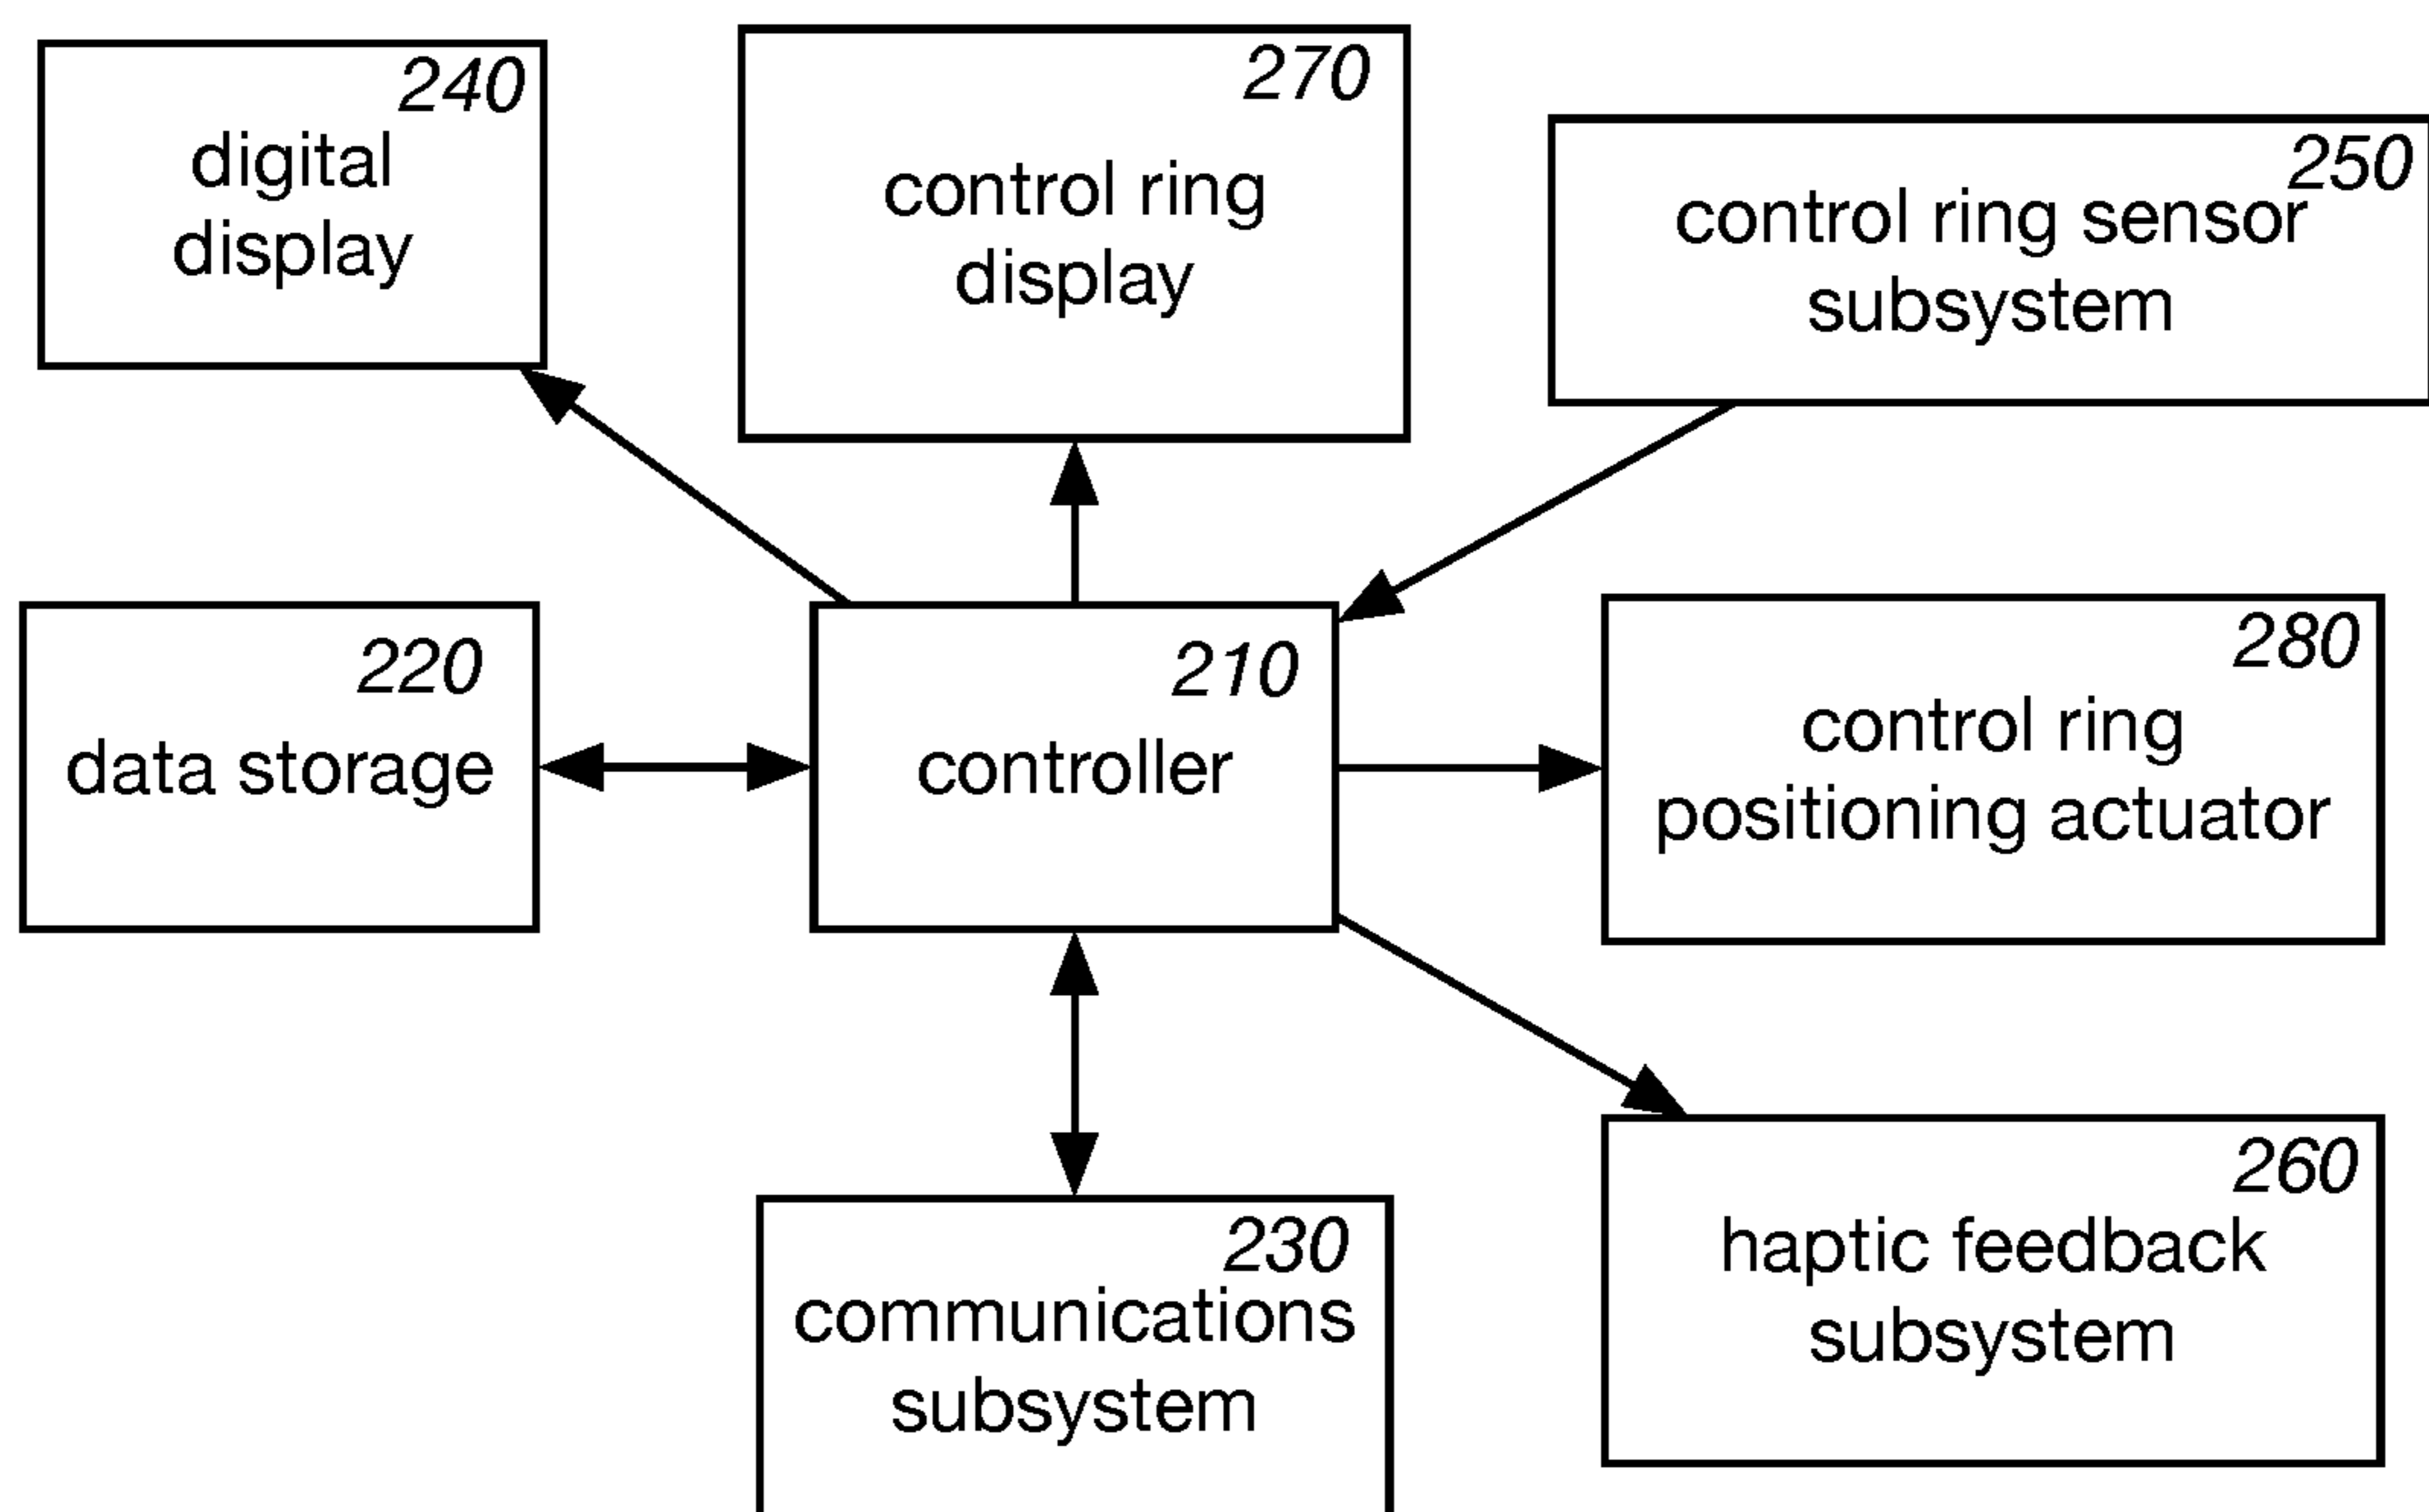 240
digital
display
270
control ring
display
250
control ring sensor
subsystem
220
data storage
210
controller
280
control ring
positioning actuator
230
communications
subsystem
260
haptic feedback
subsystem